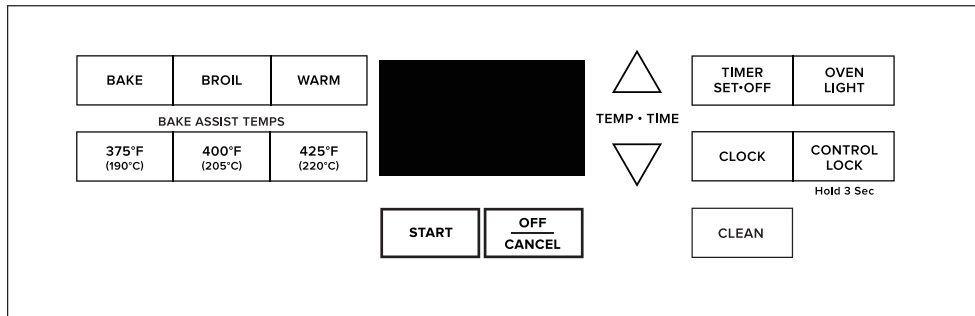 BAKE
BROIL
WARM
BAKE ASSIST TEMPS
375°F
(190°C)
400°F
(205°C)
425°F
(220°C)
START
OFF
CANCEL
TEMP • TIME
TIMER
SET•OFF
OVEN
LIGHT
CLOCK
CONTROL
LOCK
Hold 3 Sec
CLEAN